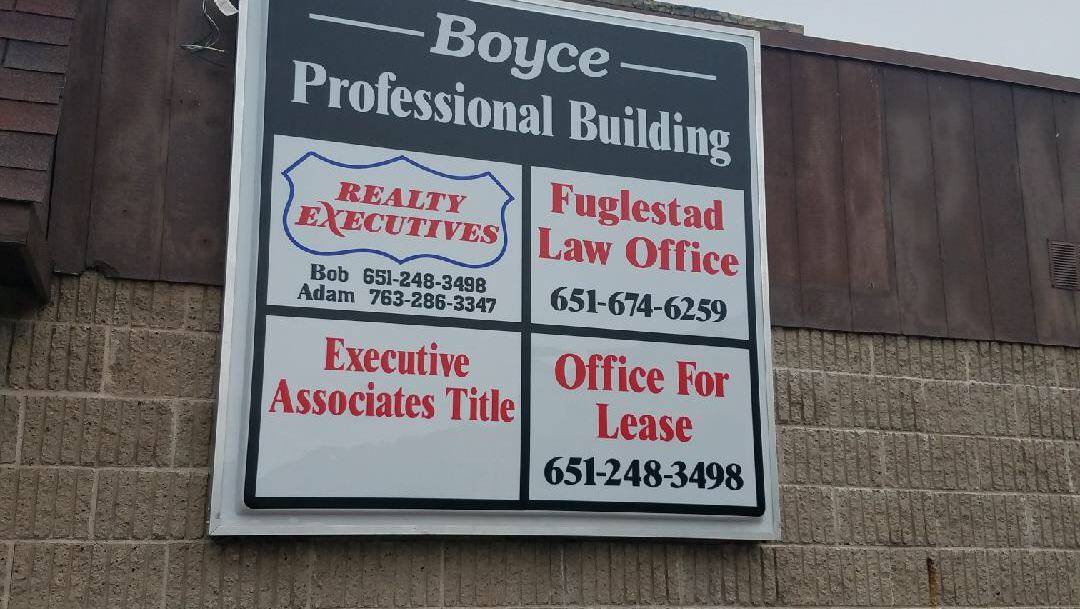 Boyce
Professional Building
REALTY
EXECUTIVES
Bob 651-248-3498
Adam 763-286-3347
Fuglestad
Law Office
651-674-6259
Executive
Associates Title
Office For
Lease
651-248-3498